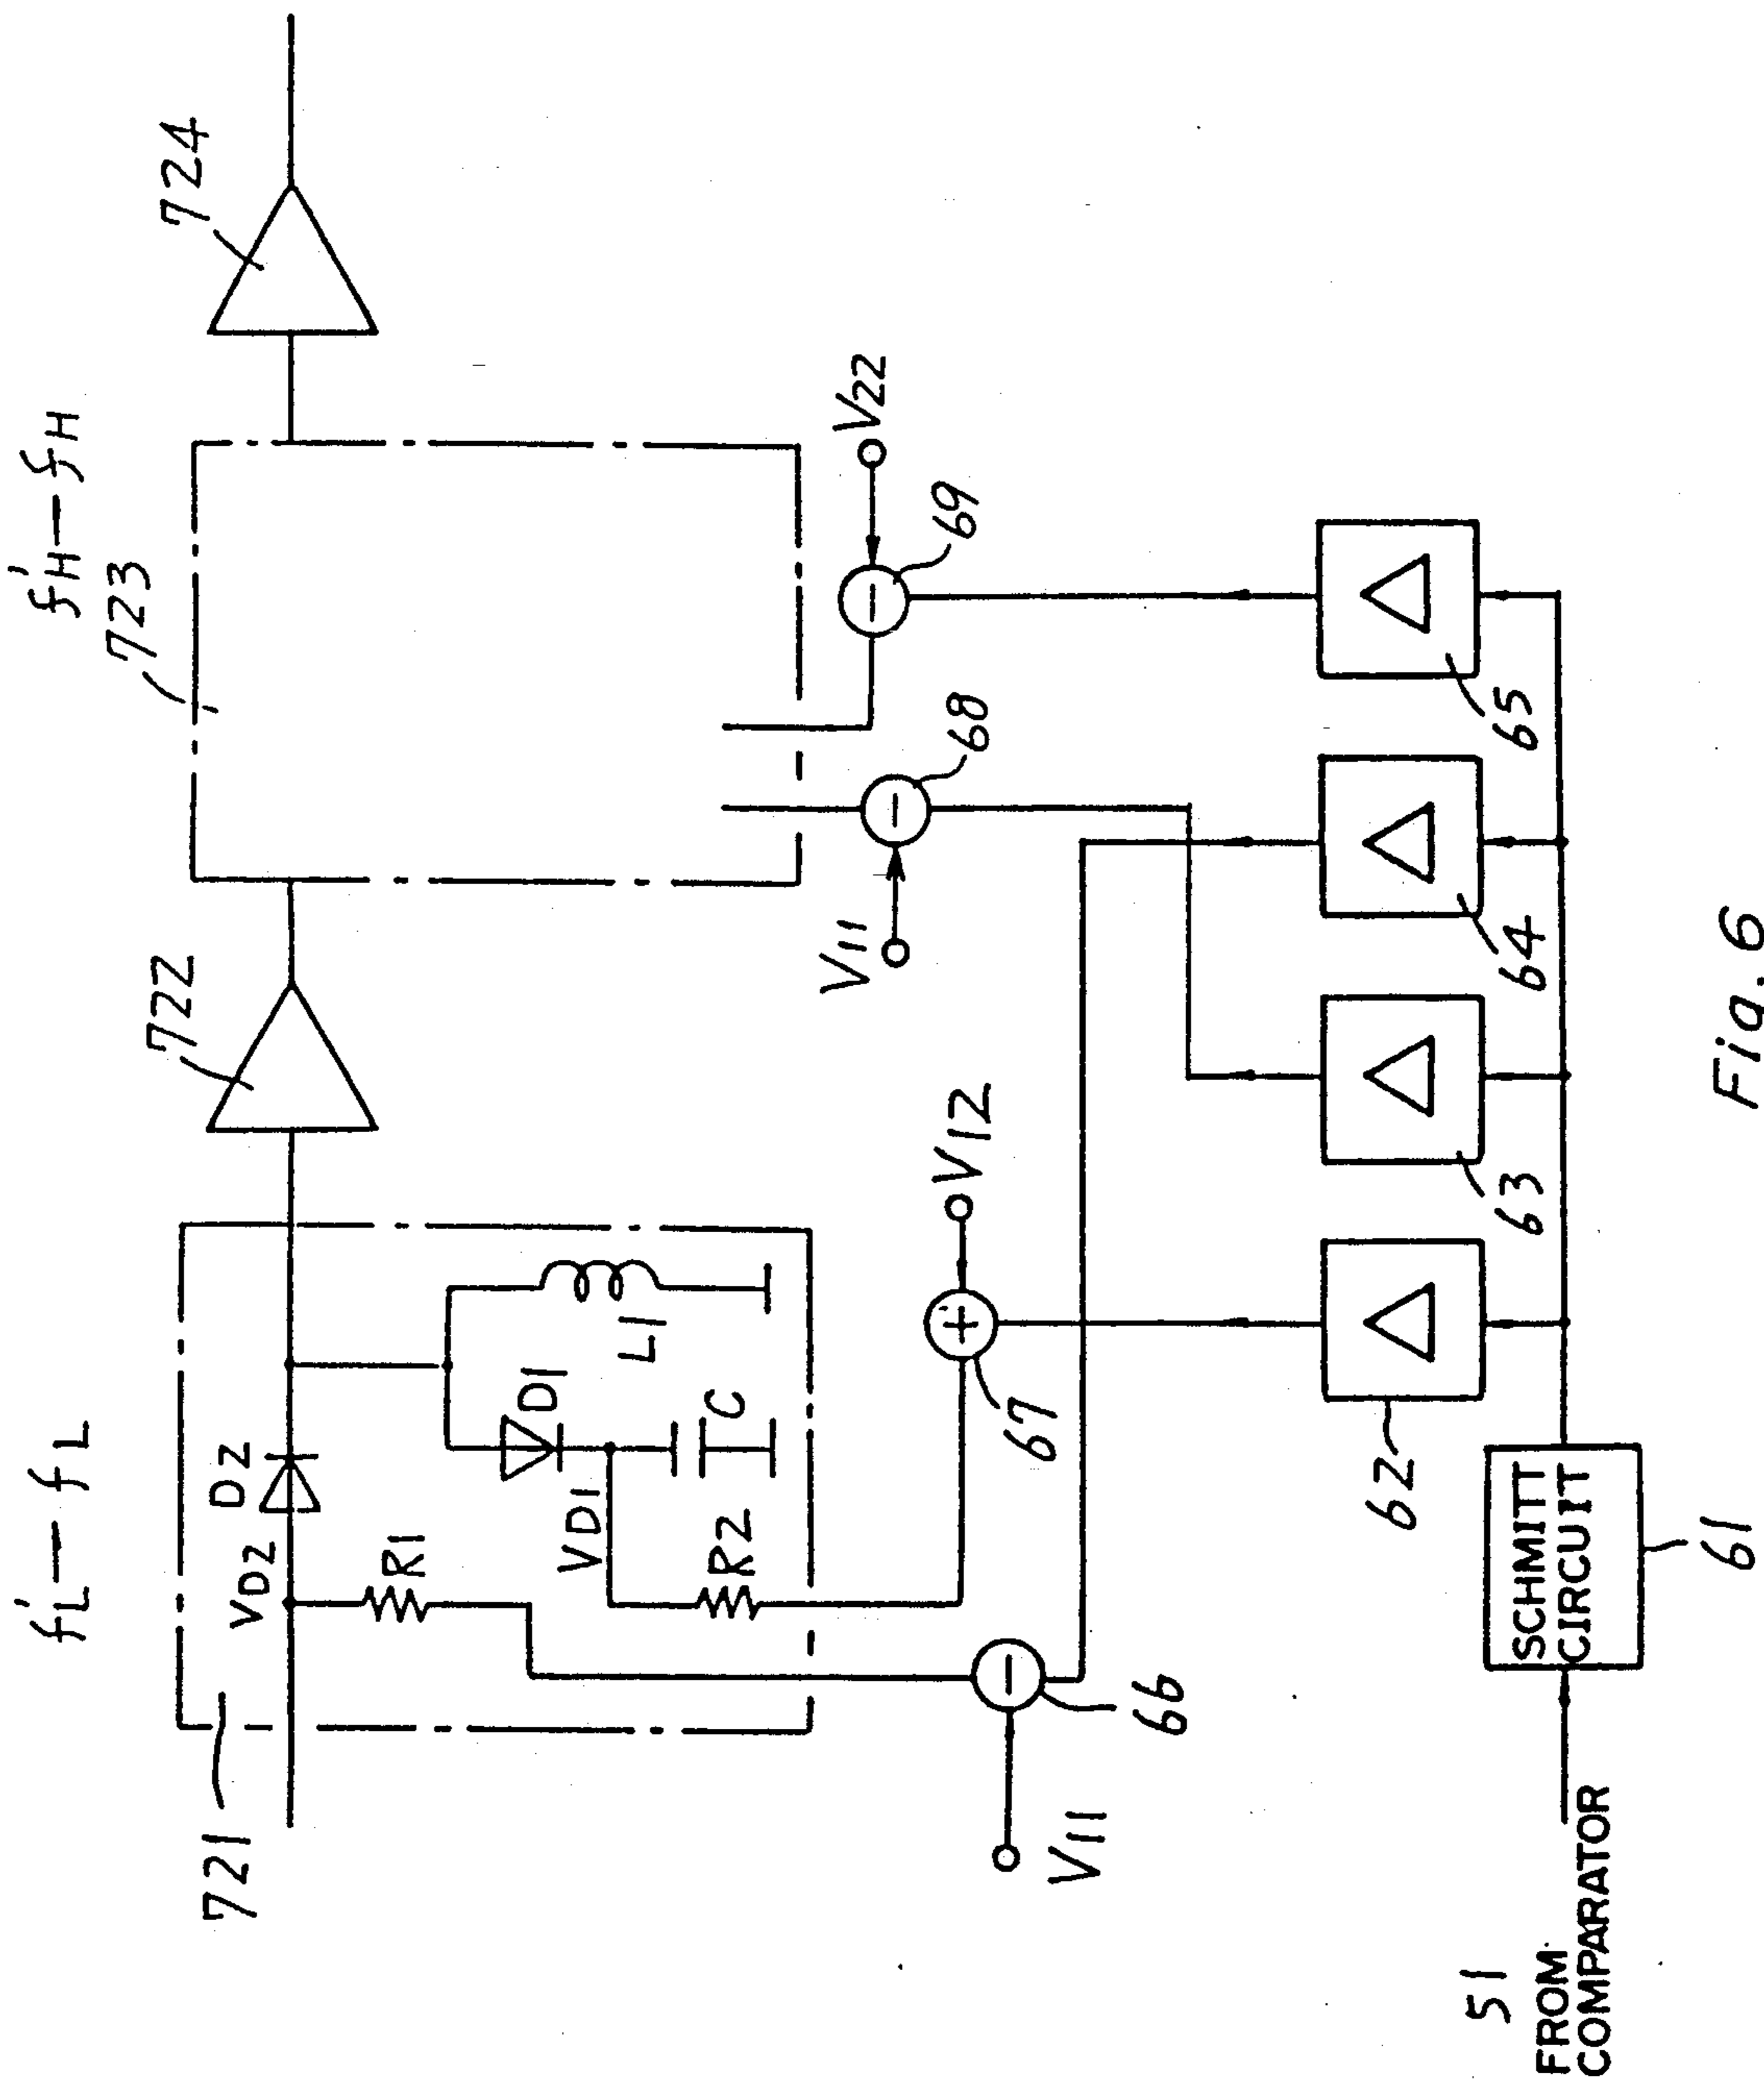 f'L — fL
f'H — fH
721
722
723
724
VD2
D2
R1
VD1
D1
L1
C
R2
V11
66
67
V12
V11
68
69
V22
62
63
64
65
51
FROM
COMPARATOR
SCHMITT
CIRCUIT
61
Fig. 6